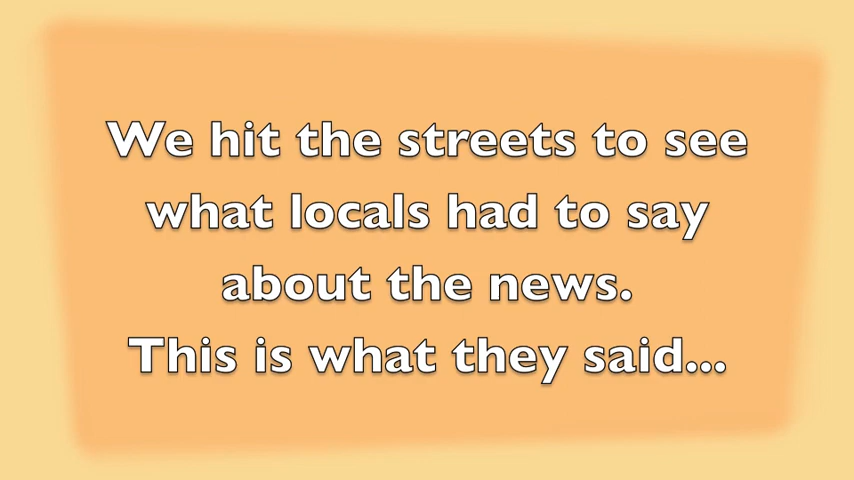 We hit the streets to see
what locals had to say
about the news.
This is what they said...